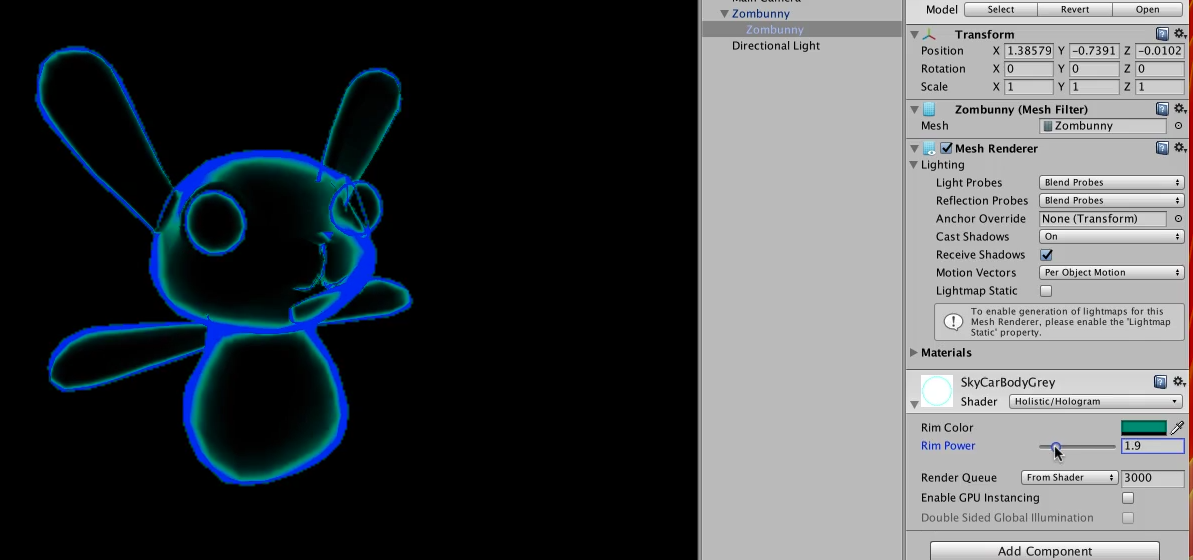 Zombunny
Zombunny
Directional Light
Model Select Revert Open
Transform
Position X 1.38579 Y -0.7391 Z -0.0102
Rotation X 0 Y 0 Z 0
Scale X 1 Y 1 Z 1
Zombunny (Mesh Filter)
Mesh Zombunny
Mesh Renderer
Lighting
Light Probes Blend Probes
Reflection Probes Blend Probes
Anchor Override None (Transform)
Cast Shadows On
Receive Shadows
Motion Vectors Per Object Motion
Lightmap Static
To enable generation of lightmaps for this
Mesh Renderer, please enable the 'Lightmap
Static' property.
Materials
SkyCarBodyGrey
Shader Holistic/Hologram
Rim Color
Rim Power 1.9
Render Queue From Shader 3000
Enable GPU Instancing
Double Sided Global Illumination
Add Component